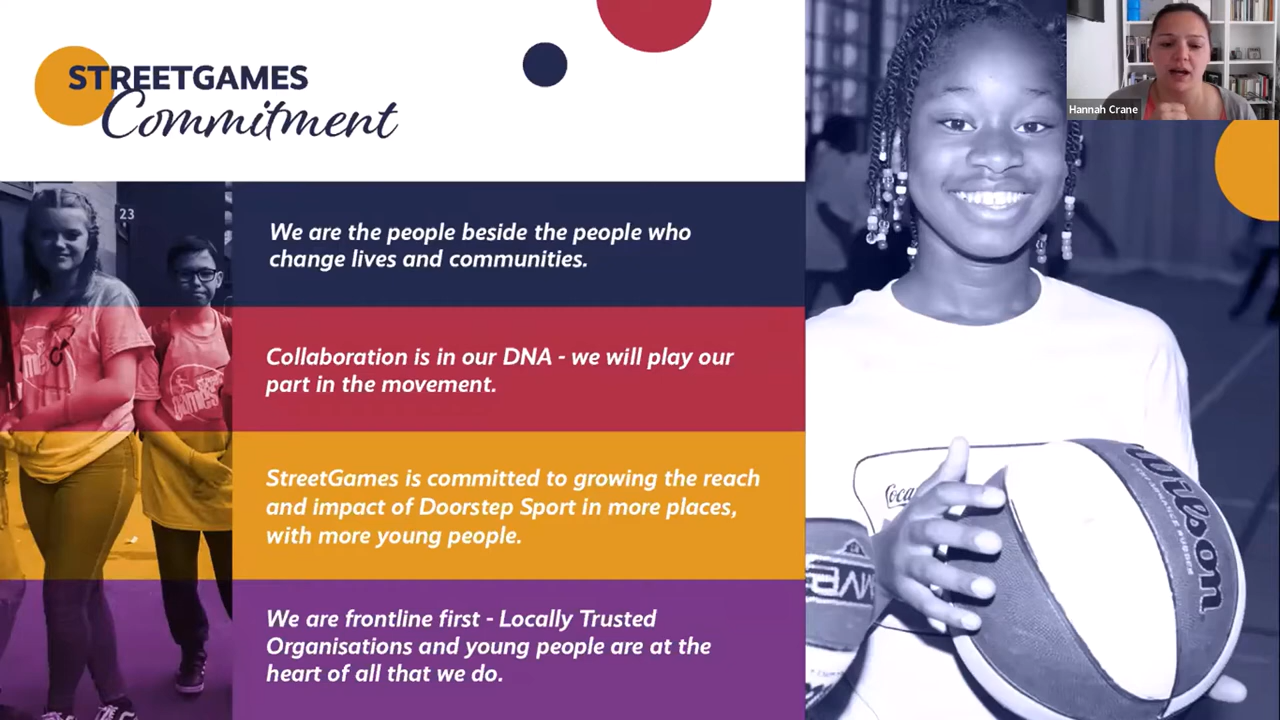 STREETGAMES
Commitment
Hannah Crane
23
We are the people beside the people who
change lives and communities.
Collaboration is in our DNA - we will play our
part in the movement.
StreetGames is committed to growing the reach
and impact of Doorstep Sport in more places,
with more young people.
We are frontline first - Locally Trusted
Organisations and young people are at the
heart of all that we do.
Wilson
MVP